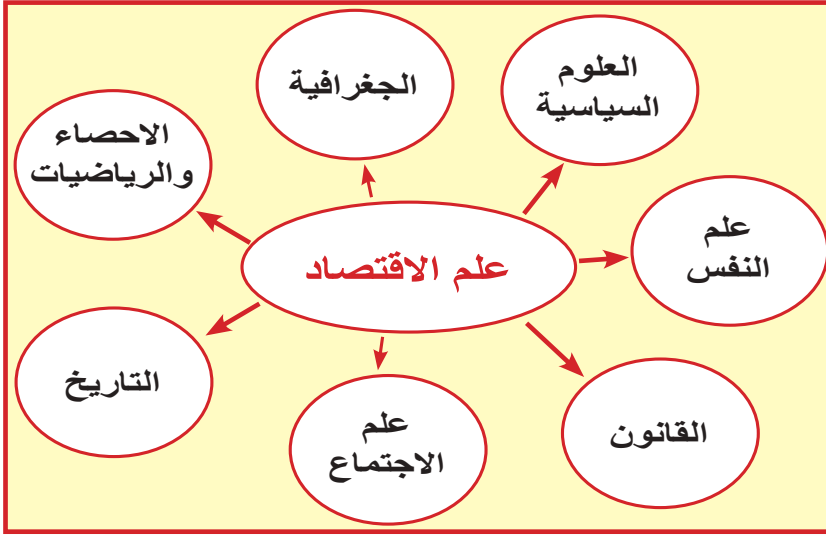 العلوم
السياسية
الجغرافية
الاحصاء
والرياضيات
علم
النفس
علم الاقتصاد
التاريخ
علم
الاجتماع
القانون